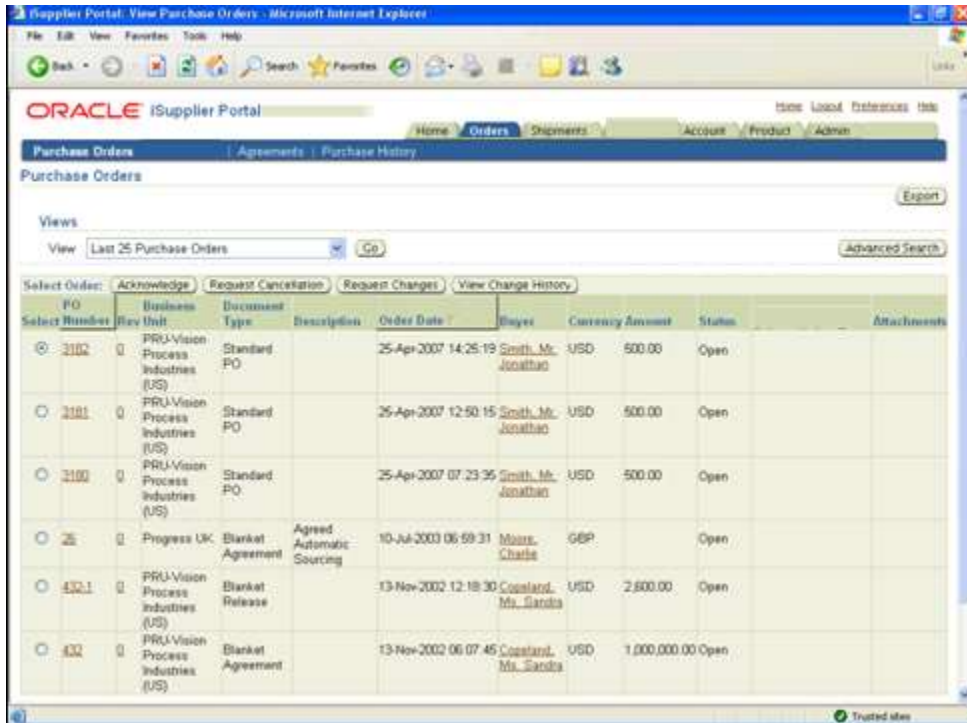 iSupplier Portal: View Purchase Orders - Microsoft Internet Explorer
File Edit View Favorites Tools Help
Back Search Favorites Links
ORACLE iSupplier Portal
Home Logout Preferences Help
Home Orders Shipments Account Product Admin
Purchase Orders | Agreements | Purchase History
Purchase Orders
Export
Views
View Last 25 Purchase Orders Go Advanced Search
Select Order: Acknowledge Request Cancellation Request Changes View Change History
PO Business Document
Select Number Rev Unit Type Description Order Date Buyer Currency Amount Status Attachments
3182 0 PRU-Vision Process Industries (US) Standard PO 25-Apr-2007 14:25:19 Smith, Mr. Jonathan USD 500.00 Open
3181 0 PRU-Vision Process Industries (US) Standard PO 25-Apr-2007 12:50:15 Smith, Mr. Jonathan USD 500.00 Open
3180 0 PRU-Vision Process Industries (US) Standard PO 25-Apr-2007 07:23:35 Smith, Mr. Jonathan USD 500.00 Open
26 0 Progress UK Blanket Agreement Agreed Automatic Sourcing 10-Jul-2003 06:59:31 Moore, Charlie GBP Open
432-1 0 PRU-Vision Process Industries (US) Blanket Release 13-Nov-2002 12:18:30 Copeland, Ms. Sandra USD 2,600.00 Open
432 0 PRU-Vision Process Industries (US) Blanket Agreement 13-Nov-2002 06:07:45 Copeland, Ms. Sandra USD 1,000,000.00 Open
Trusted sites